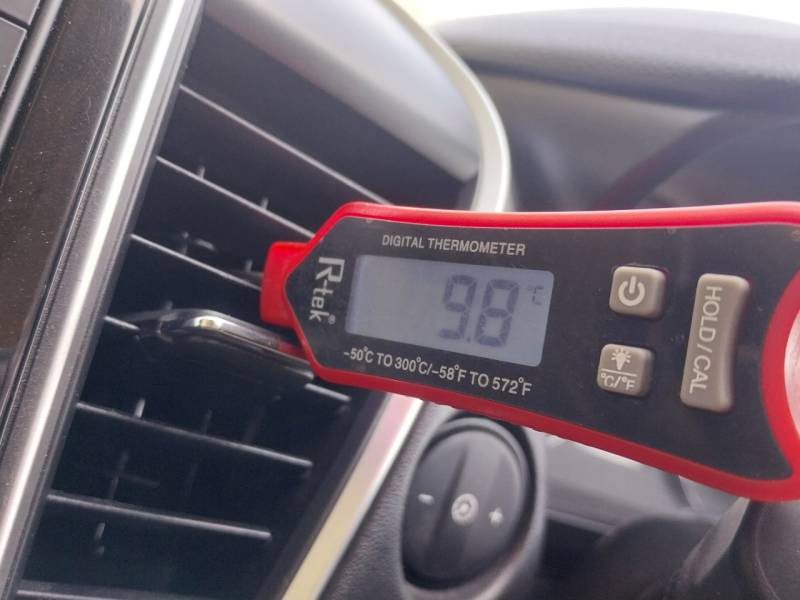 DIGITAL THERMOMETER
R-tek®
9.8 °C
-50°C TO 300°C/-58°F TO 572°F
°C/°F
HOLD/CAL
- +